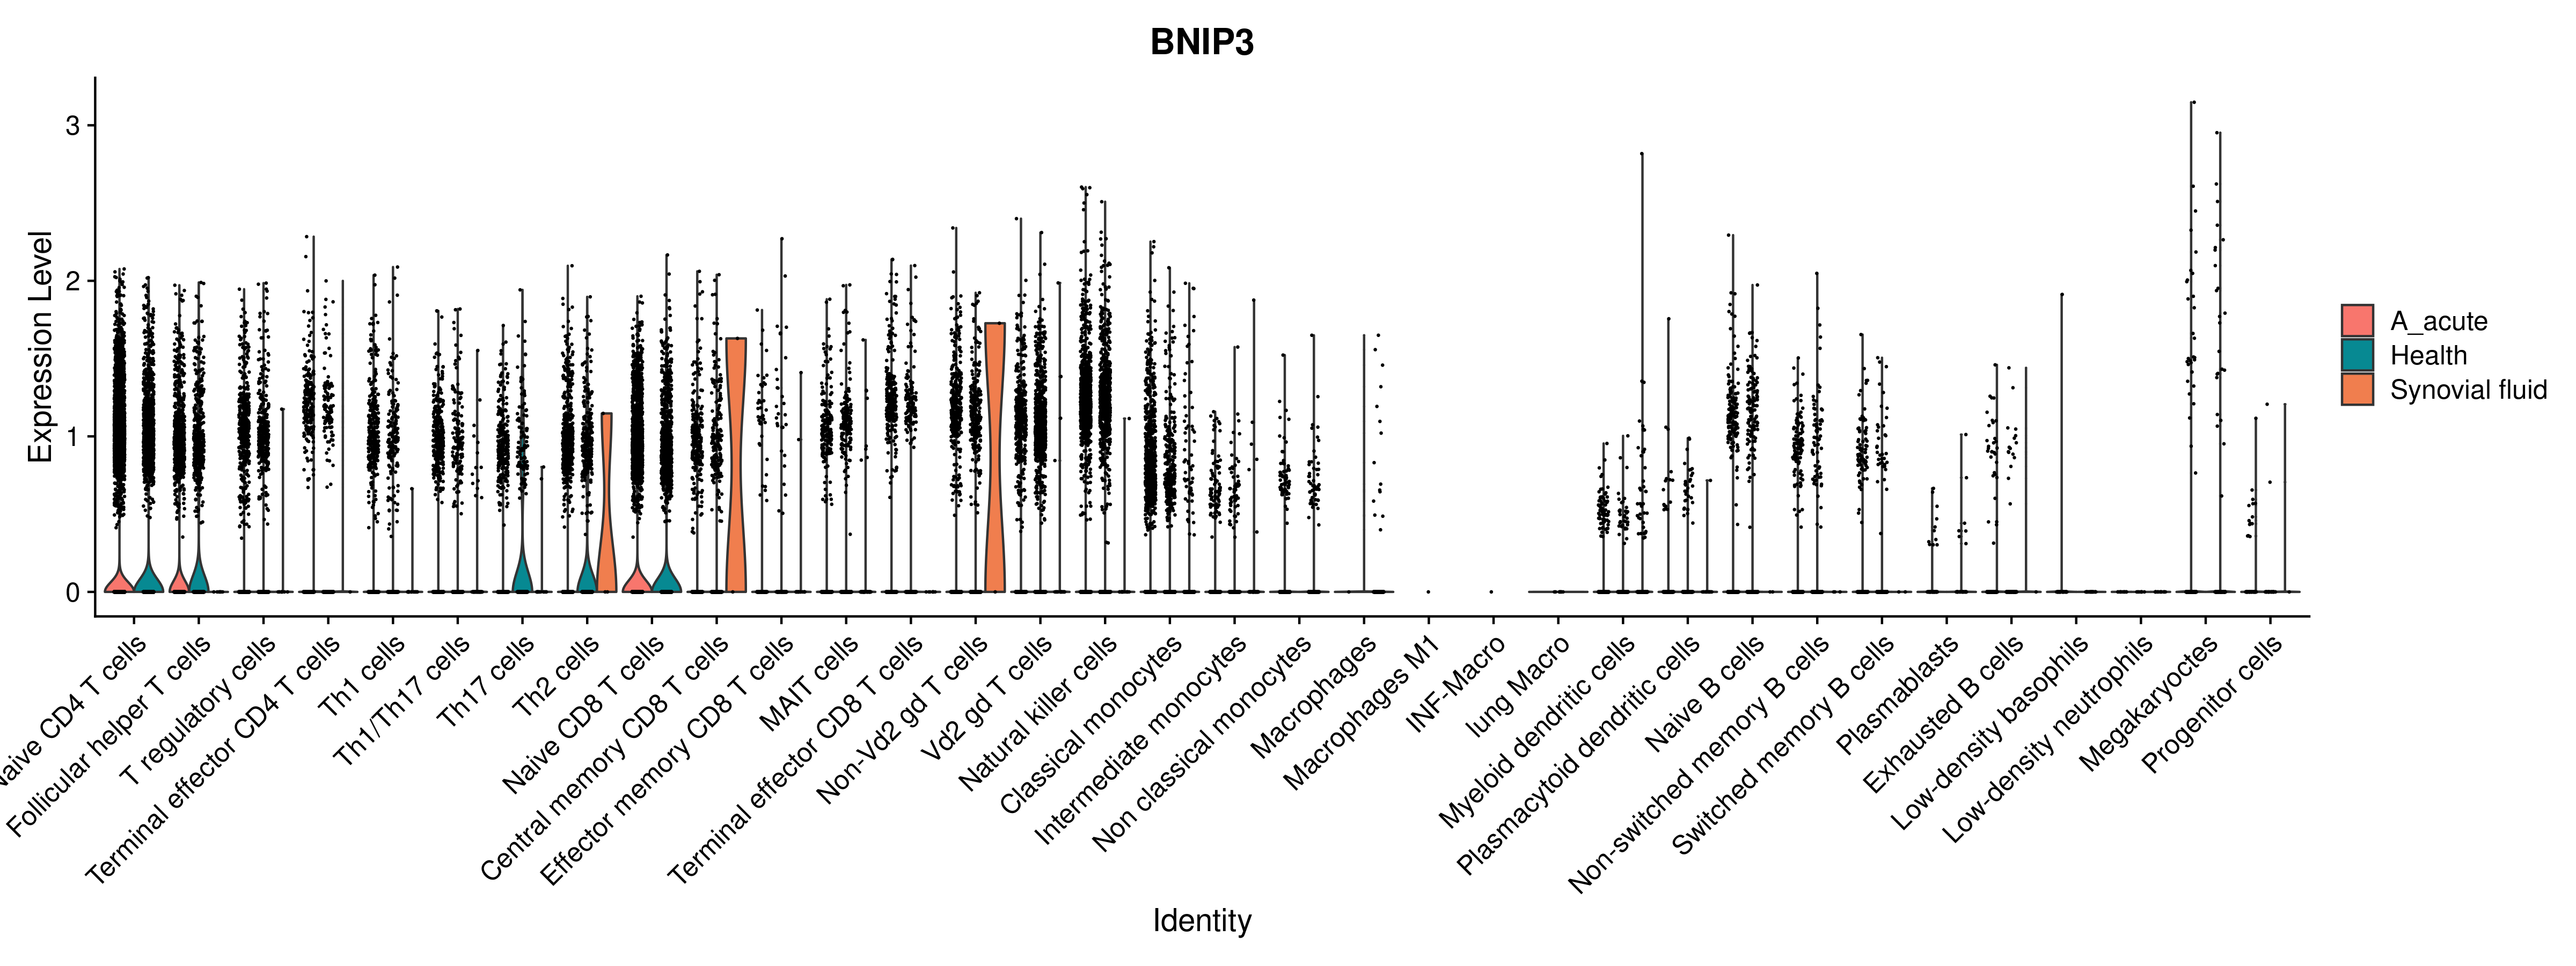 BNIP3
Expression Level
3
2
1
0
Naive CD4 T cells
Follicular helper T cells
T regulatory cells
Terminal effector CD4 T cells
Th1 cells
Th1/Th17 cells
Th17 cells
Th2 cells
Naive CD8 T cells
Central memory CD8 T cells
Effector memory CD8 T cells
MAIT cells
Terminal effector CD8 T cells
Non-Vd2 gd T cells
Vd2 gd T cells
Natural killer cells
Classical monocytes
Intermediate monocytes
Non classical monocytes
Macrophages
Macrophages M1
INF-Macro
lung Macro
Myeloid dendritic cells
Plasmacytoid dendritic cells
Naive B cells
Non-switched memory B cells
Switched memory B cells
Plasmablasts
Exhausted B cells
Low-density basophils
Low-density neutrophils
Megakaryoctes
Progenitor cells
Identity
A_acute
Health
Synovial fluid